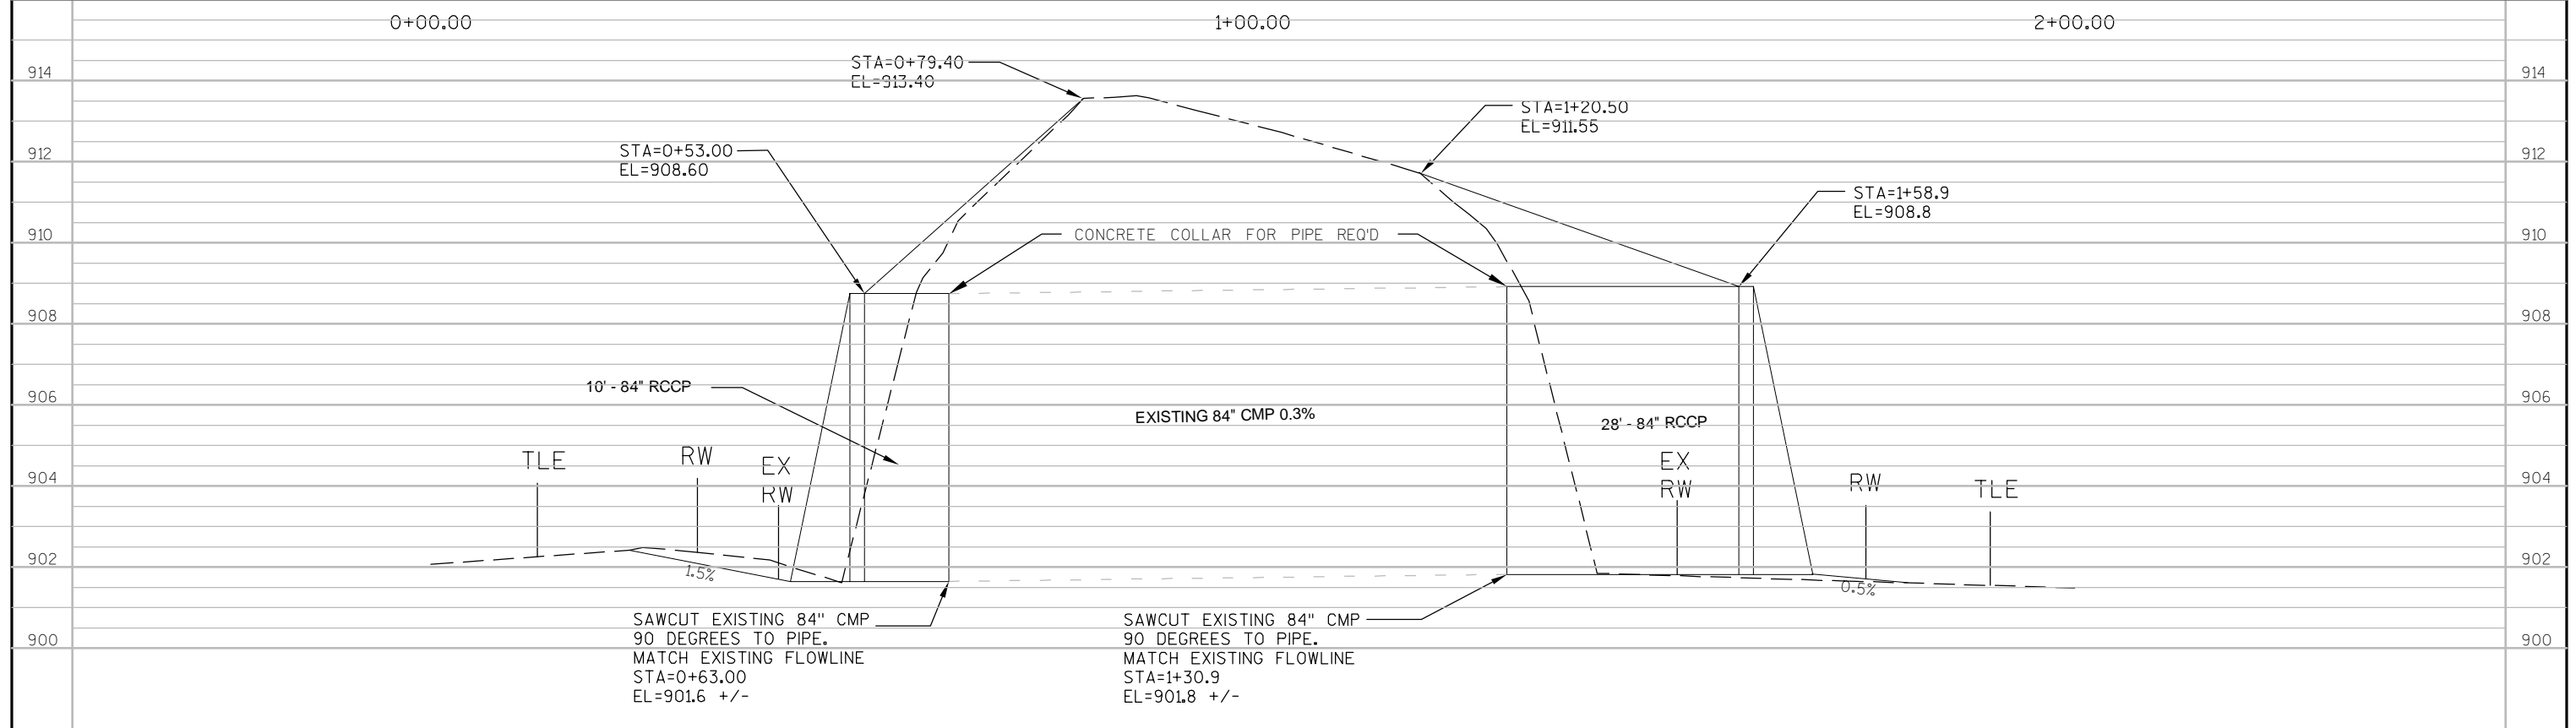 0+00.00
1+00.00
2+00.00
914
914
STA=0+79.40
EL=913.40
STA=1+20.50
EL=911.55
912
912
STA=0+53.00
EL=908.60
STA=1+58.9
EL=908.8
910
910
CONCRETE COLLAR FOR PIPE REQ'D
908
908
10' - 84" RCCP
906
906
EXISTING 84" CMP 0.3%
28' - 84" RCCP
TLE
RW
EX
RW
EX
RW
RW
TLE
904
904
902
902
1.5%
0.5%
SAWCUT EXISTING 84" CMP
90 DEGREES TO PIPE.
MATCH EXISTING FLOWLINE
STA=0+63.00
EL=901.6 +/-
SAWCUT EXISTING 84" CMP
90 DEGREES TO PIPE.
MATCH EXISTING FLOWLINE
STA=1+30.9
EL=901.8 +/-
900
900